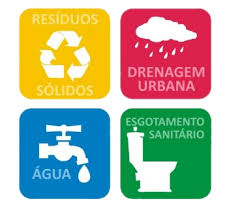 RESÍDUOS
SÓLIDOS
DRENAGEM
URBANA
ÁGUA
ESGOTAMENTO
SANITÁRIO